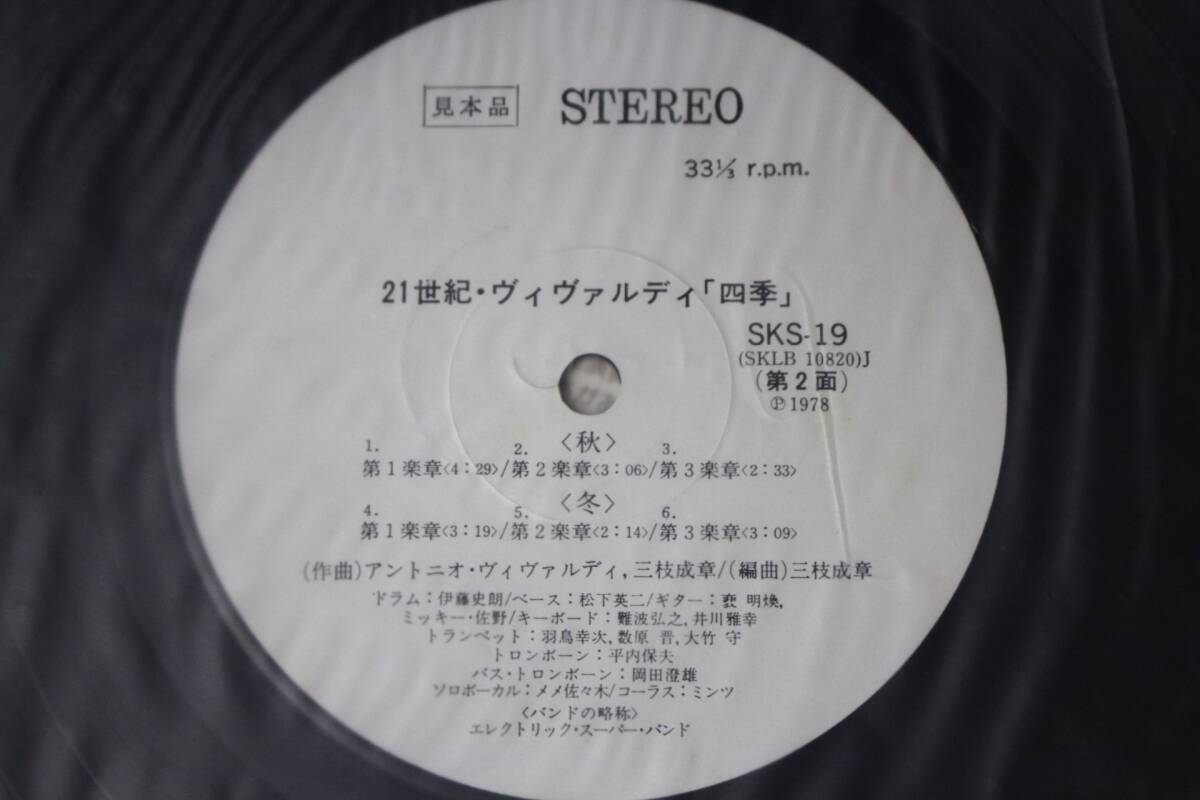 見本品 STEREO
33⅓ r.p.m.
21世紀・ヴィヴァルディ「四季」
SKS-19
(SKLB 10820)J
(第2面)
Ⓟ1978
1. 2. 〈秋〉 3.
第1楽章〈4：29〉/第2楽章〈3：06〉/第3楽章〈2：33〉
4. 5. 〈冬〉 6.
第1楽章〈3：19〉/第2楽章〈2：14〉/第3楽章〈3：09〉
(作曲)アントニオ・ヴィヴァルディ,三枝成章/(編曲)三枝成章
ドラム：伊藤史朗/ベース：松下英二/ギター：裵 明煥,
ミッキー・佐野/キーボード：難波弘之,井川雅幸
トランペット：羽鳥幸次,数原 晋,大竹 守
トロンボーン：平内保夫
バス・トロンボーン：岡田澄雄
ソロボーカル：メメ佐々木/コーラス：ミンツ
〈バンドの略称〉
エレクトリック・スーパー・バンド